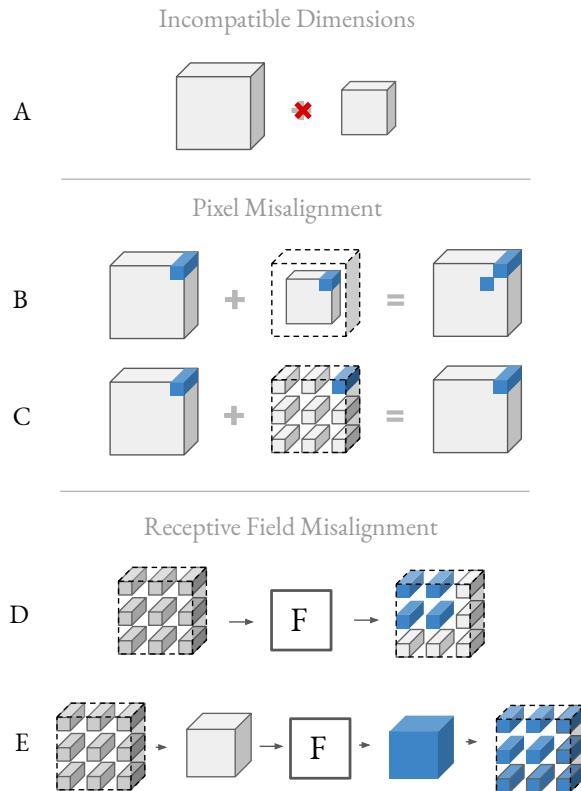 Incompatible Dimensions
A
Pixel Misalignment
B
+
=
C
+
=
Receptive Field Misalignment
D
F
E
F